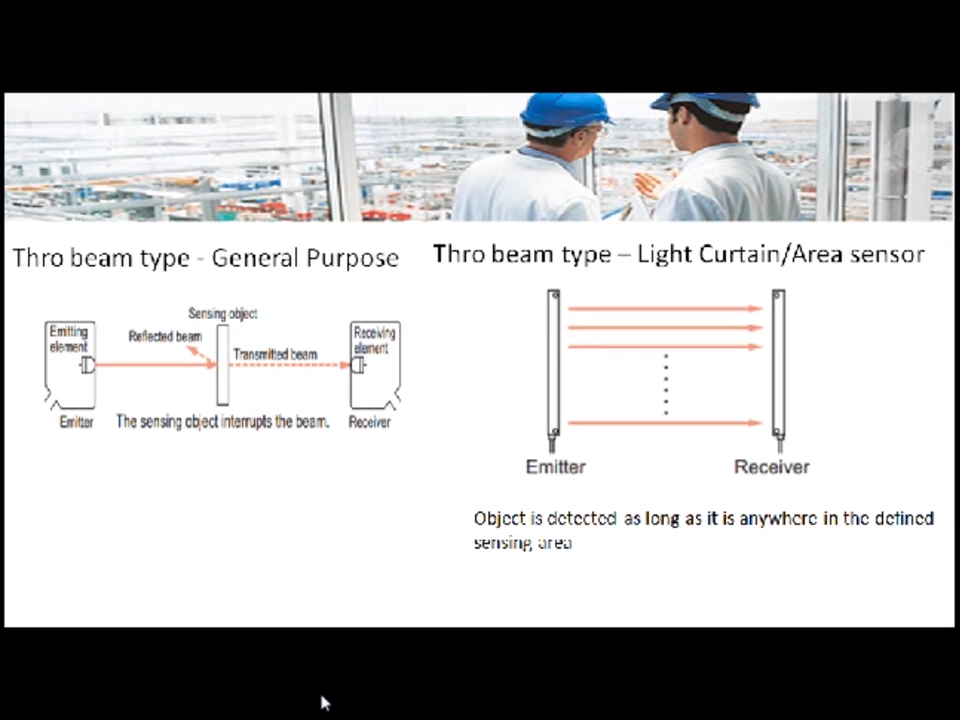 Thro beam type - General Purpose
Thro beam type – Light Curtain/Area sensor
Sensing object
Emitting
element
Reflected beam
Transmitted beam
Receiving
element
Emitter
The sensing object interrupts the beam.
Receiver
Emitter
Receiver
Object is detected as long as it is anywhere in the defined
sensing area